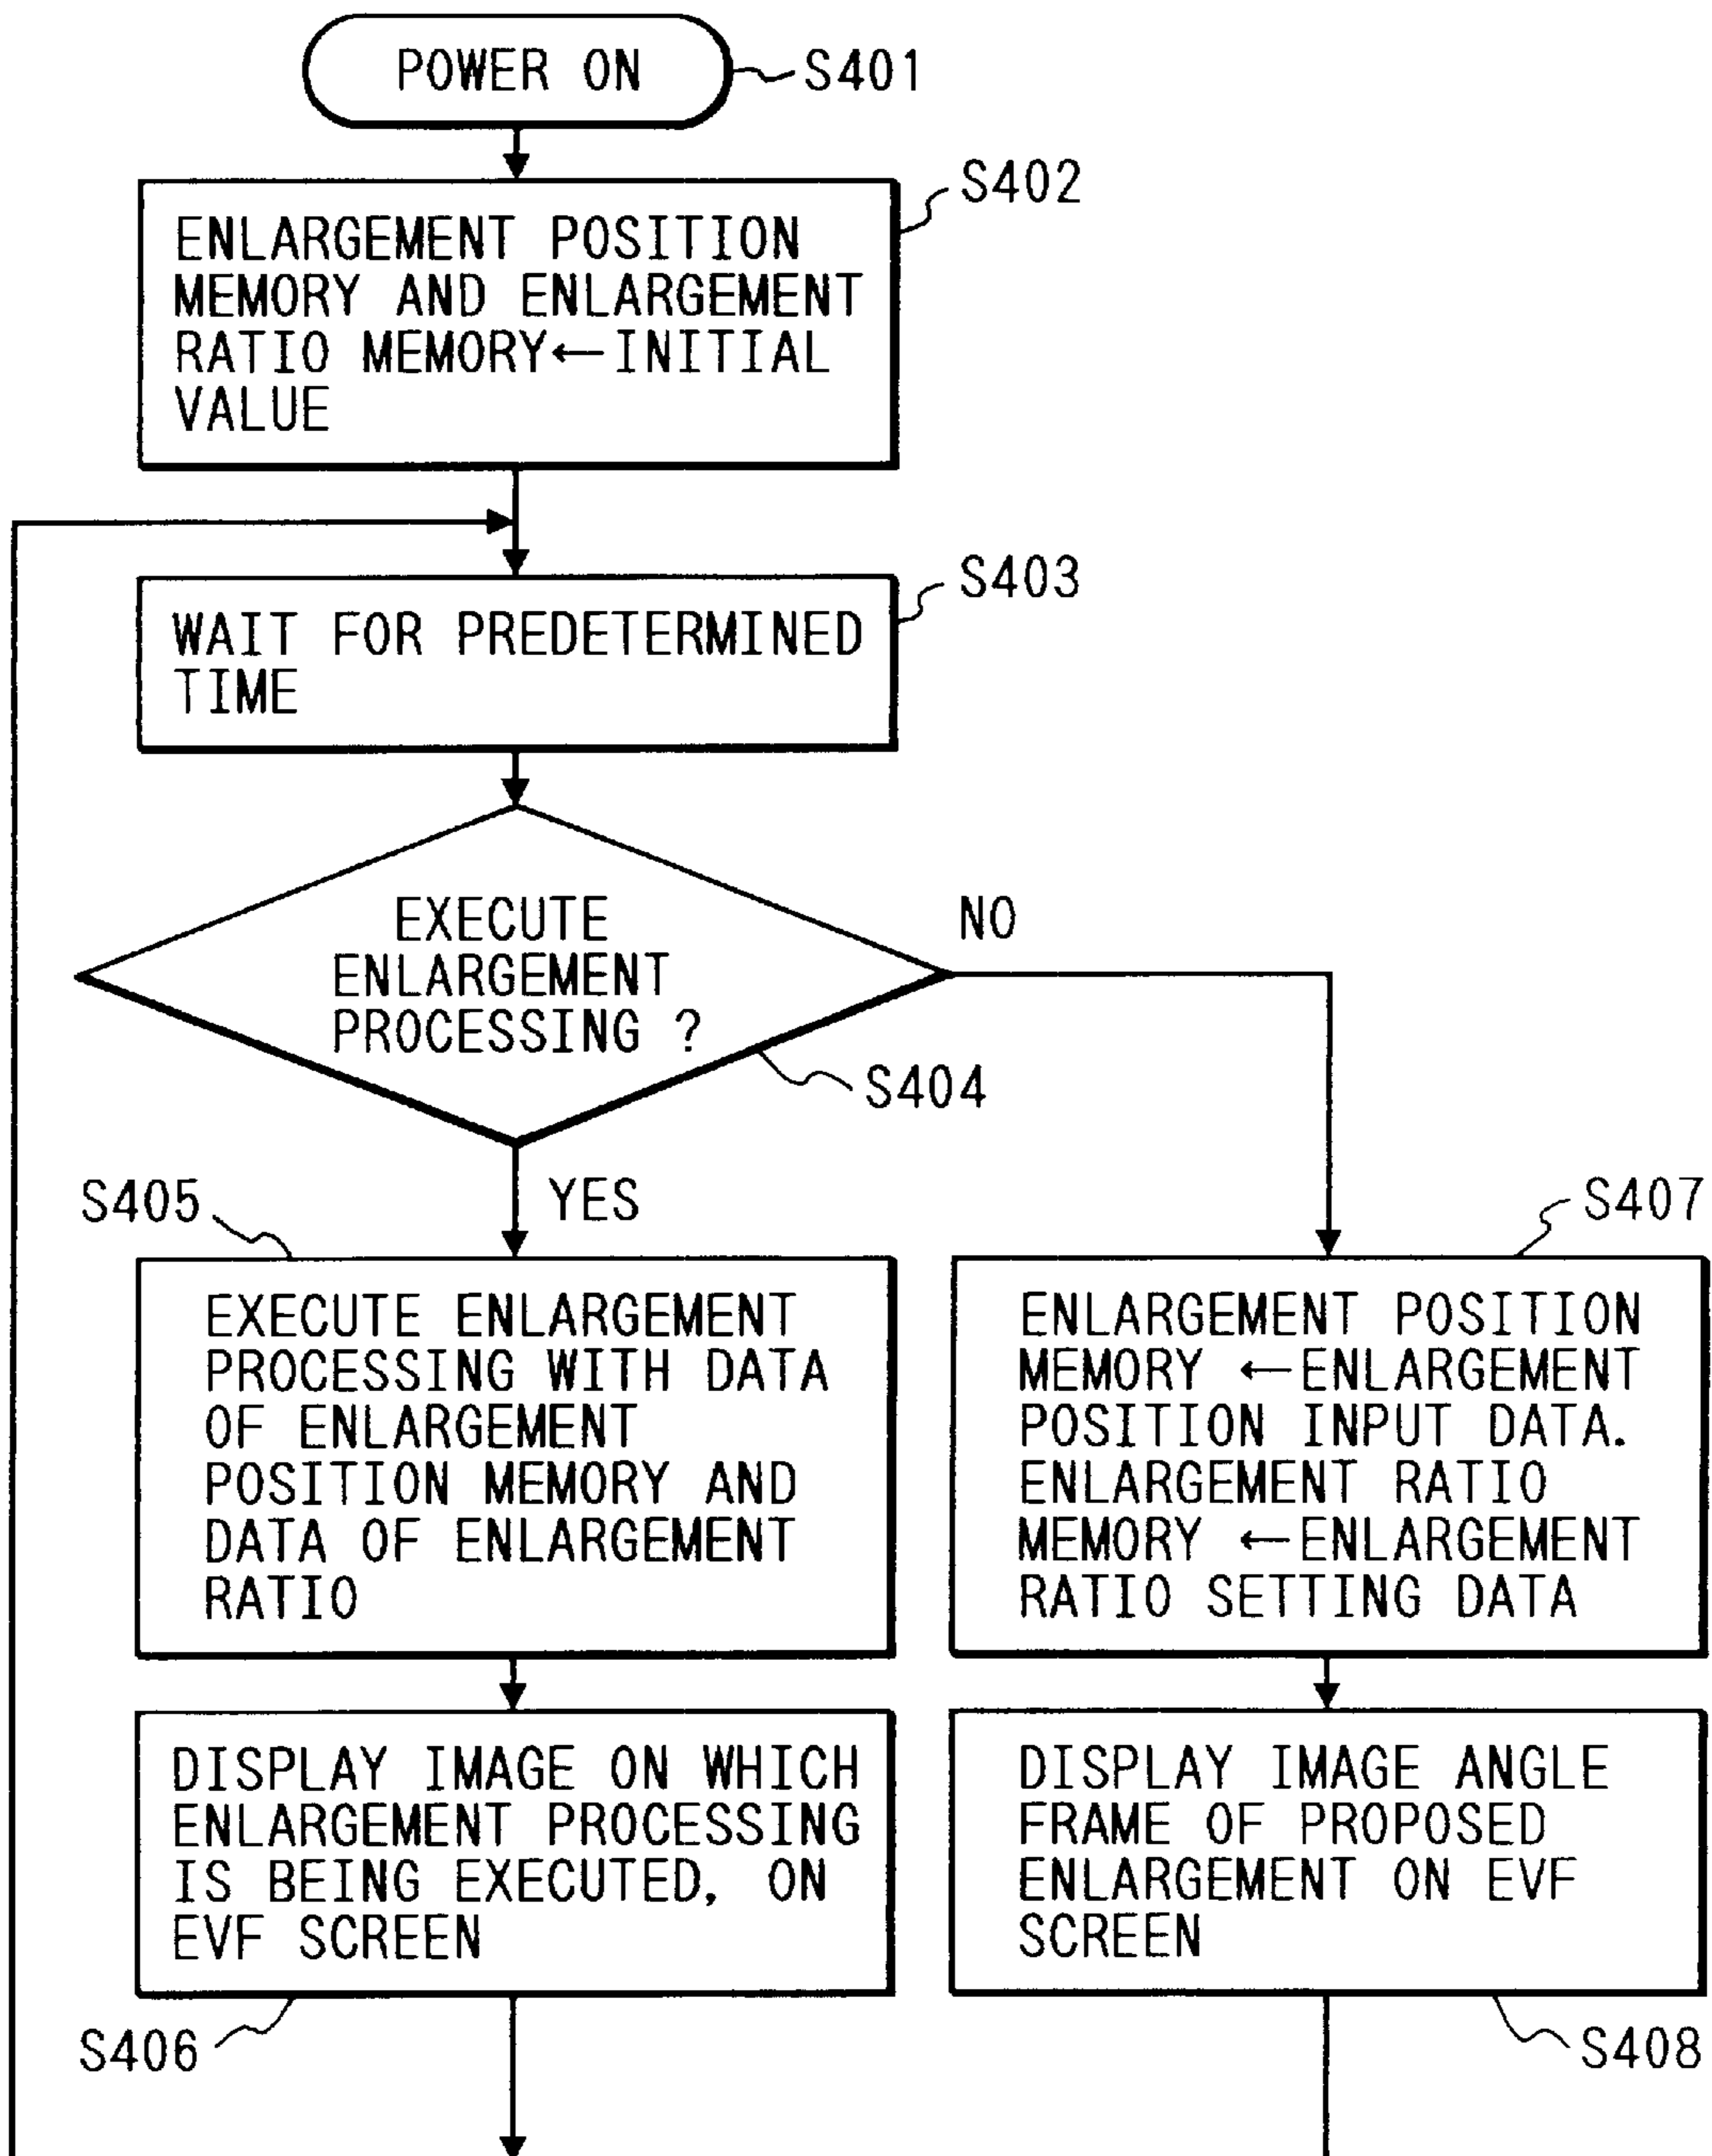 POWER ON
S401
S402
ENLARGEMENT POSITION
MEMORY AND ENLARGEMENT
RATIO MEMORY←INITIAL
VALUE
S403
WAIT FOR PREDETERMINED
TIME
EXECUTE
ENLARGEMENT
PROCESSING ?
NO
S404
YES
S405
EXECUTE ENLARGEMENT
PROCESSING WITH DATA
OF ENLARGEMENT
POSITION MEMORY AND
DATA OF ENLARGEMENT
RATIO
S407
ENLARGEMENT POSITION
MEMORY ←ENLARGEMENT
POSITION INPUT DATA.
ENLARGEMENT RATIO
MEMORY ←ENLARGEMENT
RATIO SETTING DATA
DISPLAY IMAGE ON WHICH
ENLARGEMENT PROCESSING
IS BEING EXECUTED, ON
EVF SCREEN
S406
DISPLAY IMAGE ANGLE
FRAME OF PROPOSED
ENLARGEMENT ON EVF
SCREEN
S408